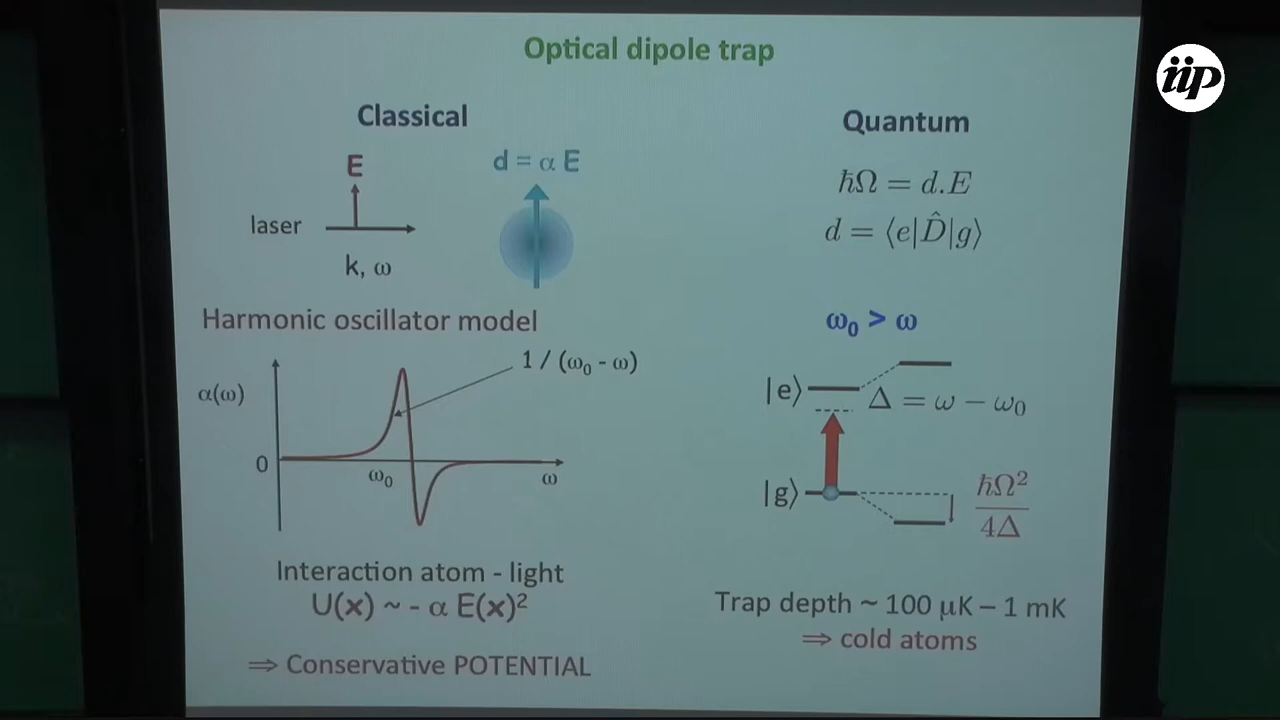 Optical dipole trap
iip
Classical
E
d = α E
laser
k, ω
Harmonic oscillator model
1 / (ω₀ - ω)
α(ω)
0
ω₀
ω
Interaction atom - light
U(x) ~ - α E(x)²
⇒ Conservative POTENTIAL
Quantum
ℏΩ = d.E
d = ⟨e|D̂|g⟩
ω₀ > ω
|e⟩
Δ = ω − ω₀
|g⟩
ℏΩ²
4Δ
Trap depth ~ 100 μK – 1 mK
⇒ cold atoms